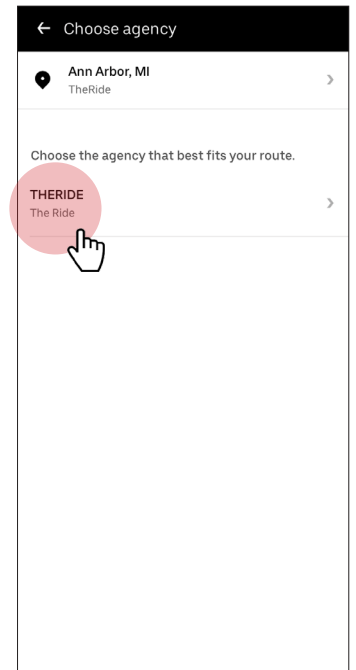 Choose agency
Ann Arbor, MI
TheRide
Choose the agency that best fits your route.
THERIDE
The Ride